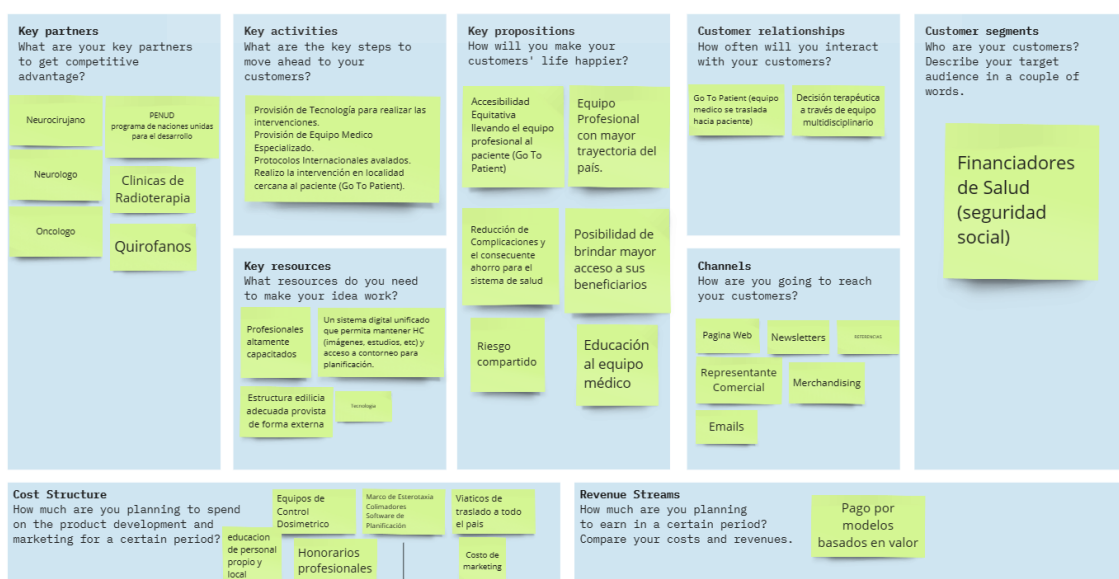 Key partners
What are your key partners
to get competitive
advantage?
Neurocirujano
PENUD
programa de naciones unidas
para el desarrollo
Neurologo
Clinicas de
Radioterapia
Oncologo
Quirofanos
Key activities
What are the key steps to
move ahead to your
customers?
Provisión de Tecnología para realizar las
intervenciones.
Provisión de Equipo Medico
Especializado.
Protocolos Internacionales avalados.
Realizo la intervención en localidad
cercana al paciente (Go To Patient).
Key resources
What resources do you need
to make your idea work?
Profesionales
altamente
capacitados
Un sistema digital unificado
que permita mantener HC
(imágenes, estudios, etc) y
acceso a contorneo para
planificación.
Estructura edilicia
adecuada provista
de forma externa
Tecnologia
Key propositions
How will you make your
customers' life happier?
Accesibilidad
Equitativa
llevando el equipo
profesional al
paciente (Go To
Patient)
Equipo
Profesional
con mayor
trayectoria del
país.
Reducción de
Complicaciones y
el consecuente
ahorro para el
sistema de salud
Posibilidad de
brindar mayor
acceso a sus
beneficiarios
Riesgo
compartido
Educación
al equipo
médico
Customer relationships
How often will you interact
with your customers?
Go To Patient (equipo
medico se traslada
hacia paciente)
Decisión terapéutica
a través de equipo
multidisciplinario
Channels
How are you going to reach
your customers?
Pagina Web
Newsletters
REFERENCIAS
Representante
Comercial
Merchandising
Emails
Customer segments
Who are your customers?
Describe your target
audience in a couple of
words.
Financiadores
de Salud
(seguridad
social)
Cost Structure
How much are you planning to spend
on the product development and
marketing for a certain period?
Equipos de
Control
Dosimetrico
Marco de Esterotaxia
Colimadores
Software de
Planificación
Viaticos de
traslado a todo
el pais
educacion
de personal
propio y
local
Honorarios
profesionales
Costo de
marketing
Revenue Streams
How much are you planning
to earn in a certain period?
Compare your costs and revenues.
Pago por
modelos
basados en valor